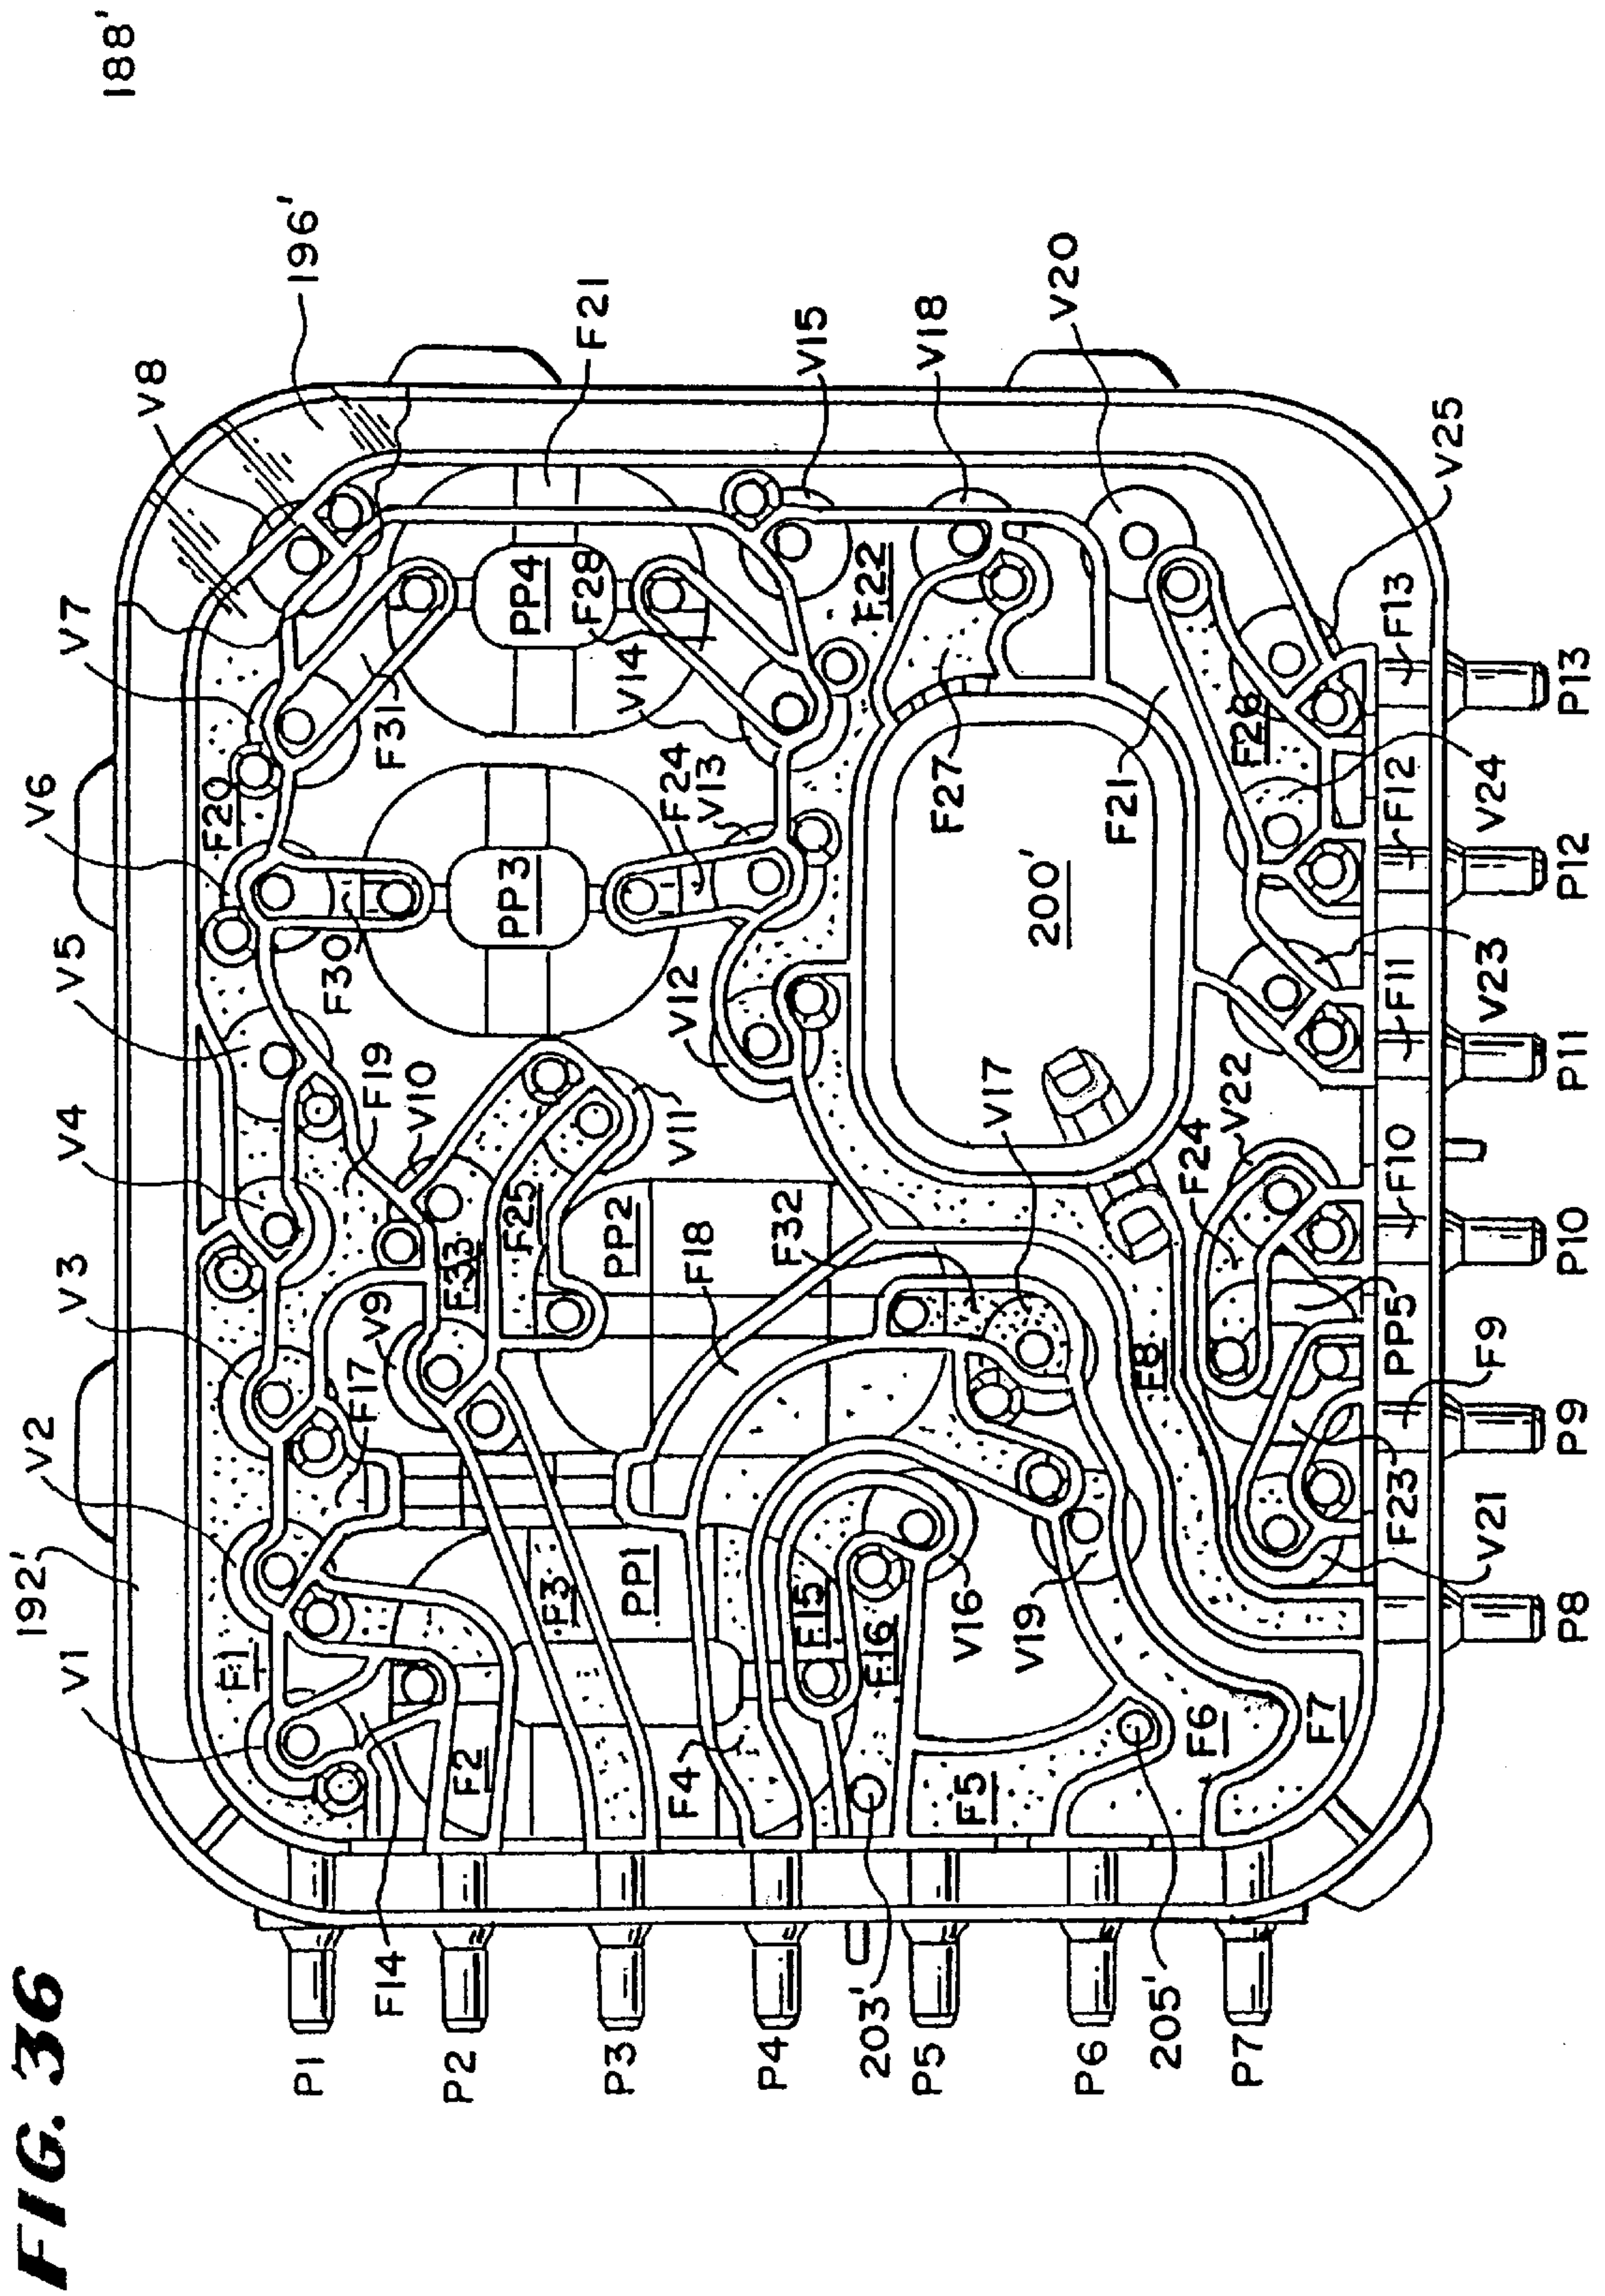 FIG. 36
188'
192'
196'
V1
V2
V3
V4
V5
V6
V7
V8
F21
V15
V18
V20
V25
F1
F17
F19
F20
F30
F31
F14
F2
F3
PP1
V9
F33
V10
F25
V11
PP2
F18
F32
V12
PP3
F24
V13
V14
F28
PP4
F22
F27
F21
200'
F4
F15
F16
V16
V19
V17
F5
F6
F7
F8
F24
V22
F26
P1
P2
P3
P4
203'
P5
P6
205'
P7
V21
F23
F9
PP5
F10
F11
V23
F12
V24
F13
P8
P9
P10
P11
P12
P13